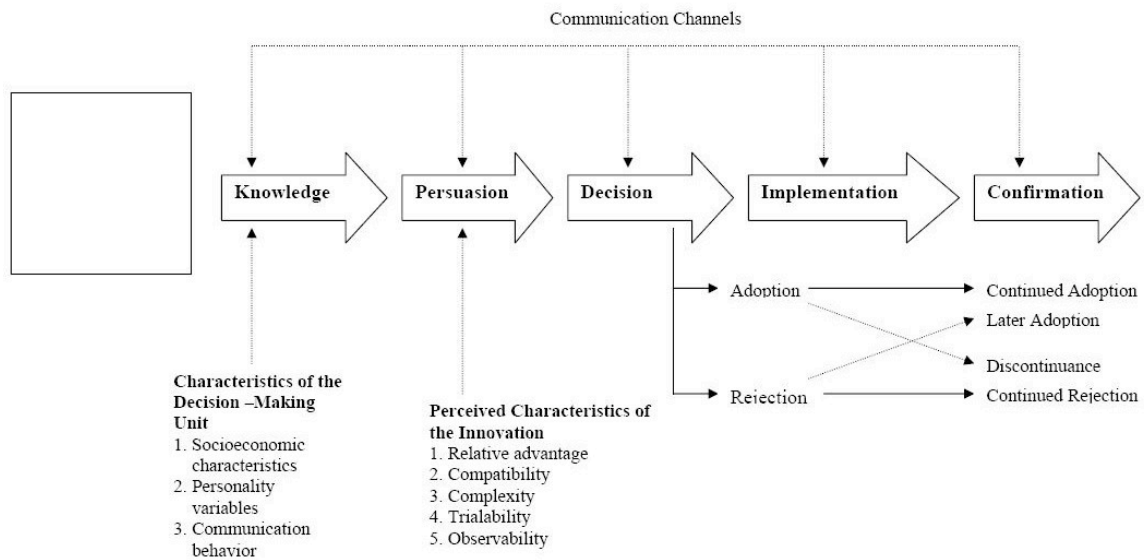 Communication Channels
Knowledge
Persuasion
Decision
Implementation
Confirmation
Adoption
Continued Adoption
Later Adoption
Discontinuance
Rejection
Continued Rejection
Characteristics of the
Decision –Making
Unit
1. Socioeconomic
characteristics
2. Personality
variables
3. Communication
behavior
Perceived Characteristics of
the Innovation
1. Relative advantage
2. Compatibility
3. Complexity
4. Trialability
5. Observability